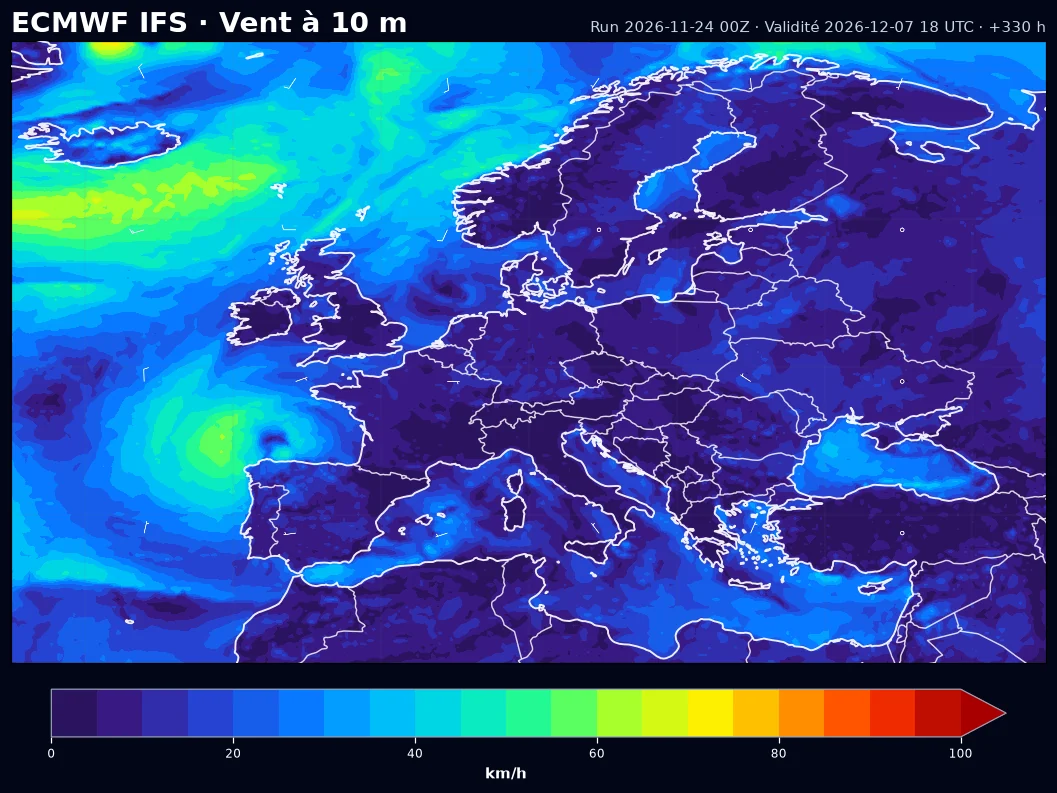 ECMWF IFS · Vent à 10 m
Run 2026-11-24 00Z · Validité 2026-12-07 18 UTC · +330 h
0 20 40 60 80 100
km/h